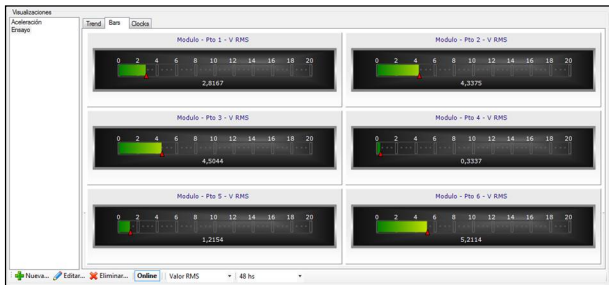 Visualizaciones
Aceleración
Ensayo
Trend Bars Clocks
Modulo - Pto 1 - V RMS
0 2 4 6 8 10 12 14 16 18 20
2,8167
Modulo - Pto 2 - V RMS
0 2 4 6 8 10 12 14 16 18 20
4,3375
Modulo - Pto 3 - V RMS
0 2 4 6 8 10 12 14 16 18 20
4,5044
Modulo - Pto 4 - V RMS
0 2 4 6 8 10 12 14 16 18 20
0,3337
Modulo - Pto 5 - V RMS
0 2 4 6 8 10 12 14 16 18 20
1,2154
Modulo - Pto 6 - V RMS
0 2 4 6 8 10 12 14 16 18 20
5,2114
Nueva... Editar... Eliminar... Online Valor RMS 48 hs